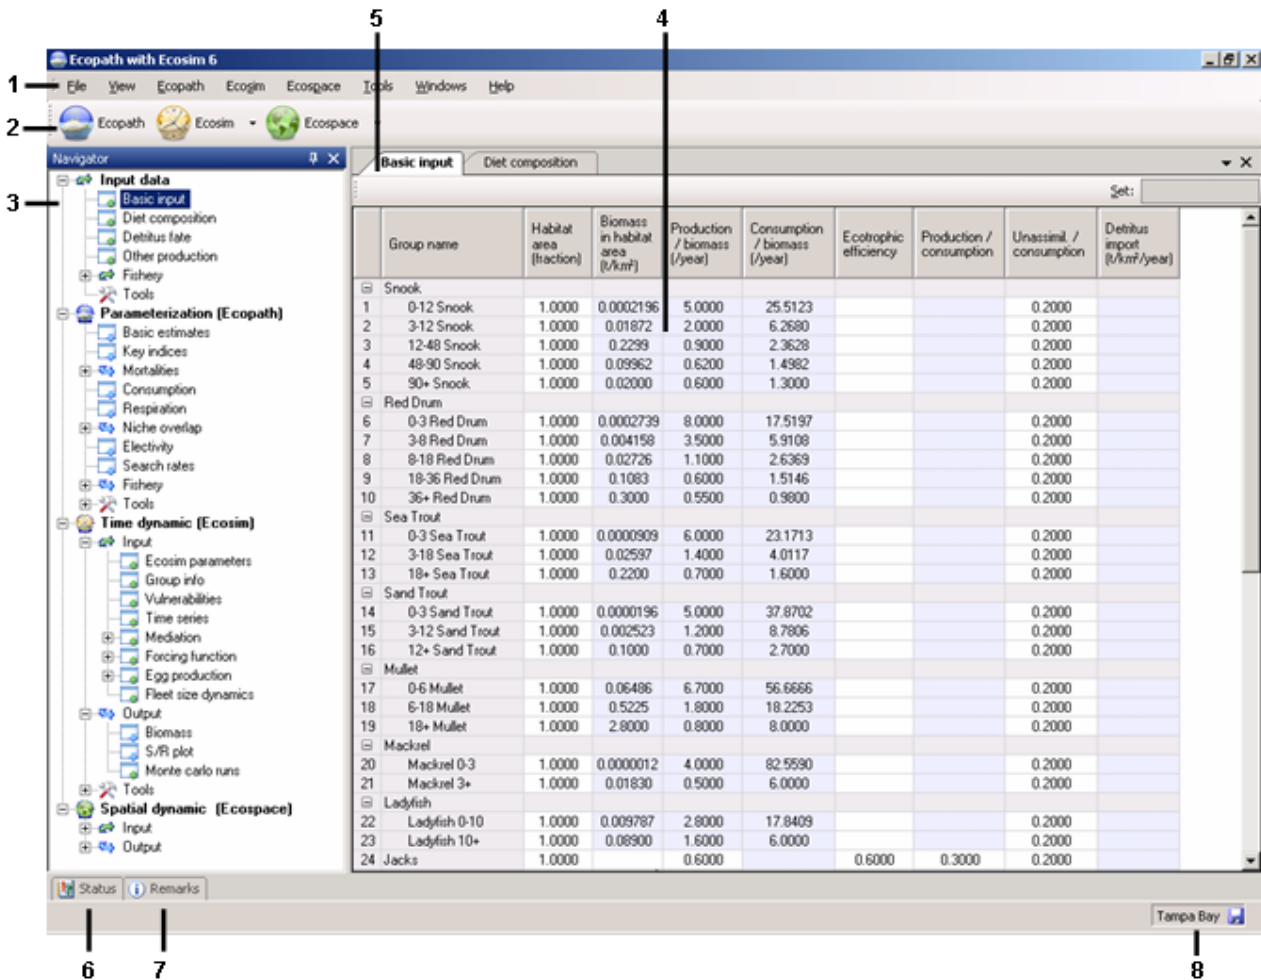 5
4
Ecopath with Ecosim 6
1
File View Ecopath Ecosim Ecospace Tools Windows Help
2
Ecopath Ecosim Ecospace
Navigator
Basic input Diet composition
Set:
3
Input data
Basic input
Diet composition
Detritus fate
Other production
Fishery
Tools
Parameterization (Ecopath)
Basic estimates
Key indices
Mortalities
Consumption
Respiration
Niche overlap
Electivity
Search rates
Fishery
Tools
Time dynamic (Ecosim)
Input
Ecosim parameters
Group info
Vulnerabilities
Time series
Mediation
Forcing function
Egg production
Fleet size dynamics
Output
Biomass
S/R plot
Monte carlo runs
Tools
Spatial dynamic (Ecospace)
Input
Output
Group name
Habitat area (fraction)
Biomass in habitat area (t/km²)
Production / biomass (/year)
Consumption / biomass (/year)
Ecotrophic efficiency
Production / consumption
Unassimil. / consumption
Detritus import (t/km²/year)
Snook
1 0-12 Snook 1.0000 0.0002196 5.0000 25.5123 0.2000
2 3-12 Snook 1.0000 0.01872 2.0000 6.2680 0.2000
3 12-48 Snook 1.0000 0.2299 0.9000 2.3628 0.2000
4 48-90 Snook 1.0000 0.09962 0.6200 1.4982 0.2000
5 90+ Snook 1.0000 0.02000 0.6000 1.3000 0.2000
Red Drum
6 0-3 Red Drum 1.0000 0.0002739 8.0000 17.5197 0.2000
7 3-8 Red Drum 1.0000 0.004158 3.5000 5.9108 0.2000
8 8-18 Red Drum 1.0000 0.02726 1.1000 2.6369 0.2000
9 18-36 Red Drum 1.0000 0.1083 0.6000 1.5146 0.2000
10 36+ Red Drum 1.0000 0.3000 0.5500 0.9800 0.2000
Sea Trout
11 0-3 Sea Trout 1.0000 0.0000909 6.0000 23.1713 0.2000
12 3-18 Sea Trout 1.0000 0.02597 1.4000 4.0117 0.2000
13 18+ Sea Trout 1.0000 0.2200 0.7000 1.6000 0.2000
Sand Trout
14 0-3 Sand Trout 1.0000 0.0000196 5.0000 37.8702 0.2000
15 3-12 Sand Trout 1.0000 0.002523 1.2000 8.7806 0.2000
16 12+ Sand Trout 1.0000 0.1000 0.7000 2.7000 0.2000
Mullet
17 0-6 Mullet 1.0000 0.06486 6.7000 56.6666 0.2000
18 6-18 Mullet 1.0000 0.5225 1.8000 18.2253 0.2000
19 18+ Mullet 1.0000 2.8000 0.8000 8.0000 0.2000
Mackrel
20 Mackrel 0-3 1.0000 0.0000012 4.0000 82.5590 0.2000
21 Mackrel 3+ 1.0000 0.01830 0.5000 6.0000 0.2000
Ladyfish
22 Ladyfish 0-10 1.0000 0.009787 2.8000 17.8409 0.2000
23 Ladyfish 10+ 1.0000 0.08900 1.6000 6.0000 0.2000
24 Jacks 1.0000 0.6000 0.6000 0.3000 0.2000
Status Remarks
Tampa Bay
6
7
8